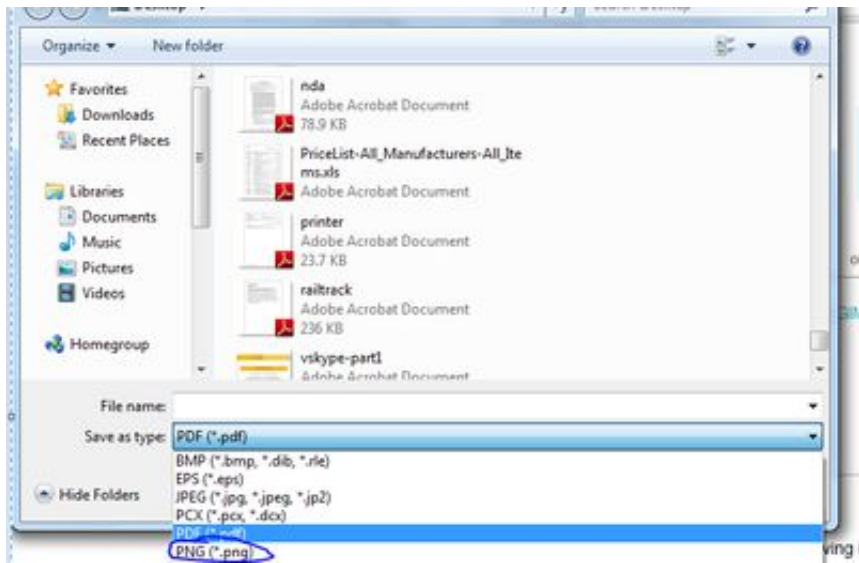 Organize New folder
Favorites
Downloads
Recent Places
Libraries
Documents
Music
Pictures
Videos
Homegroup
nda
Adobe Acrobat Document
78.9 KB
PriceList-All_Manufacturers-All_Ite
ms.xls
Adobe Acrobat Document
printer
Adobe Acrobat Document
23.7 KB
railtrack
Adobe Acrobat Document
236 KB
vskype-part1
Adobe Acrobat Document
File name:
Save as type: PDF (*.pdf)
BMP (*.bmp, *.dib, *.rle)
EPS (*.eps)
JPEG (*.jpg, *.jpeg, *.jp2)
PCX (*.pcx, *.dcx)
PDF (*.pdf)
PNG (*.png)
Hide Folders